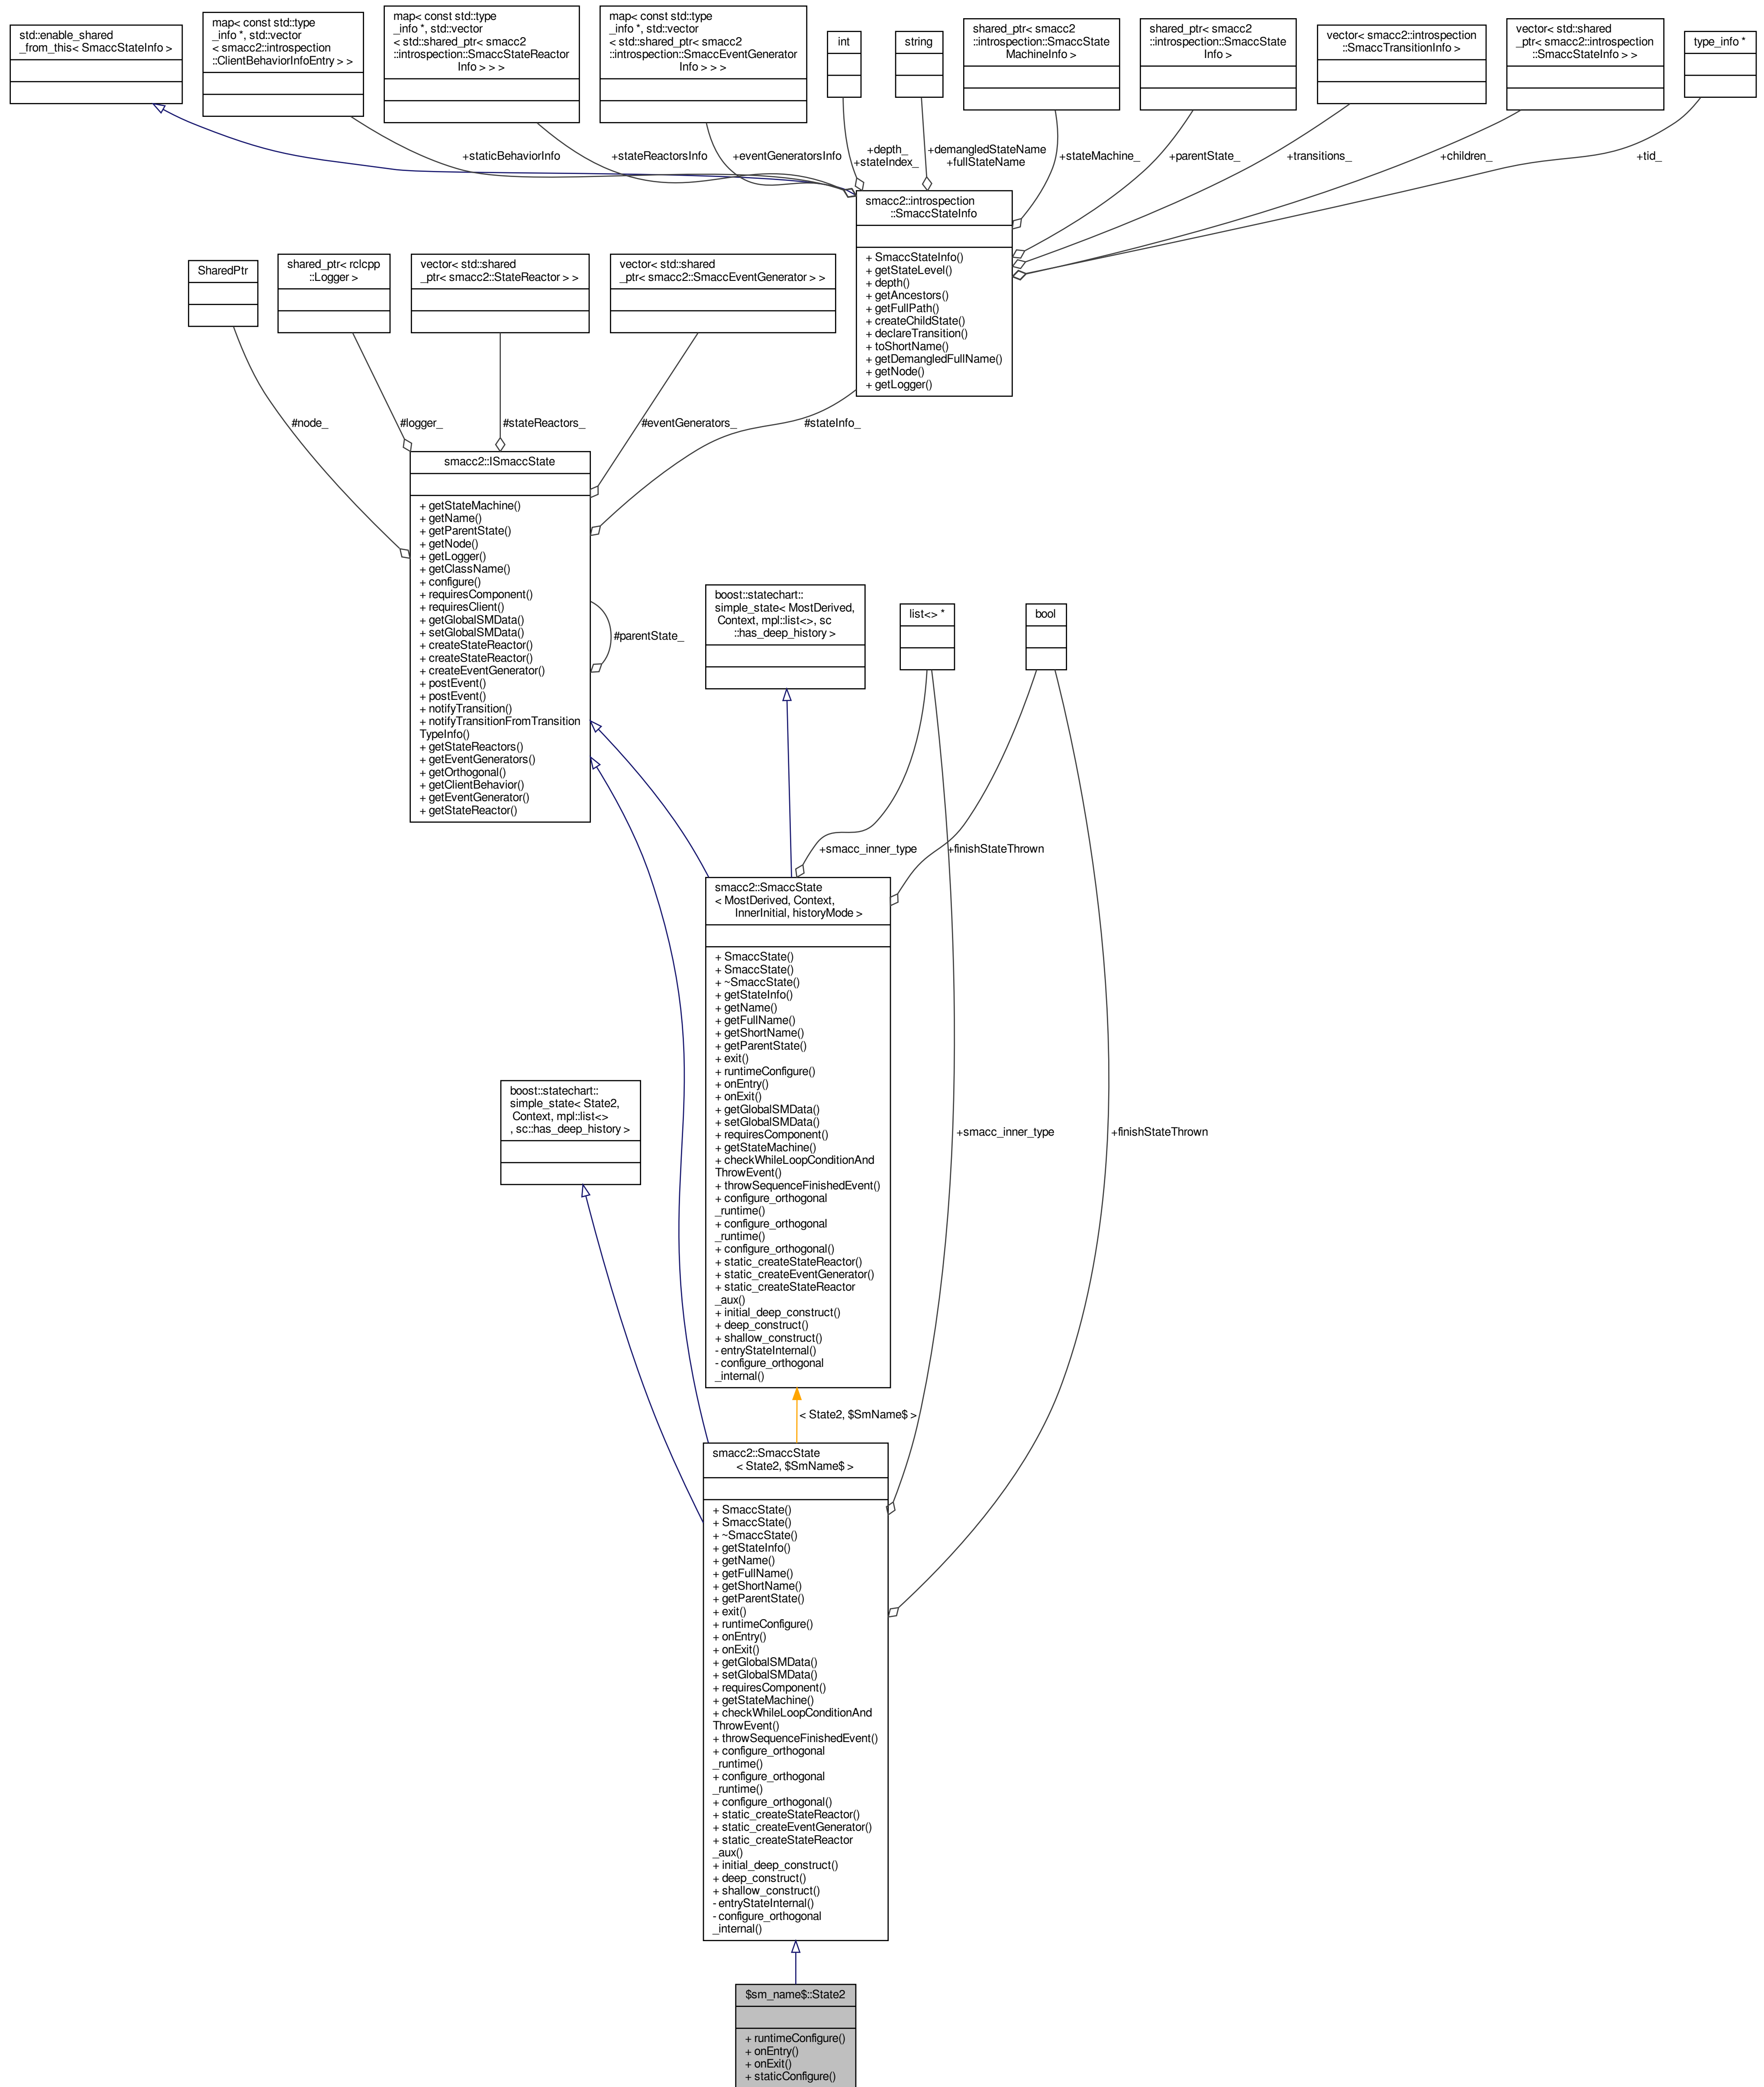 std::enable_shared
_from_this< SmaccStateInfo >
map< const std::type
_info *, std::vector
< smacc2::introspection
::ClientBehaviorInfoEntry > >
map< const std::type
_info *, std::vector
< std::shared_ptr< smacc2
::introspection::SmaccStateReactor
Info > > >
map< const std::type
_info *, std::vector
< std::shared_ptr< smacc2
::introspection::SmaccEventGenerator
Info > > >
int
string
shared_ptr< smacc2
::introspection::SmaccState
MachineInfo >
shared_ptr< smacc2
::introspection::SmaccState
Info >
vector< smacc2::introspection
::SmaccTransitionInfo >
vector< std::shared
_ptr< smacc2::introspection
::SmaccStateInfo > >
type_info *
+staticBehaviorInfo
+stateReactorsInfo
+eventGeneratorsInfo
+depth_
+stateIndex_
+demangledStateName
+fullStateName
+stateMachine_
+parentState_
+transitions_
+children_
+tid_
smacc2::introspection
::SmaccStateInfo
+ SmaccStateInfo()
+ getStateLevel()
+ depth()
+ getAncestors()
+ getFullPath()
+ createChildState()
+ declareTransition()
+ toShortName()
+ getDemangledFullName()
+ getNode()
+ getLogger()
SharedPtr
shared_ptr< rclcpp
::Logger >
vector< std::shared
_ptr< smacc2::StateReactor > >
vector< std::shared
_ptr< smacc2::SmaccEventGenerator > >
#node_
#logger_
#stateReactors_
#eventGenerators_
#stateInfo_
smacc2::ISmaccState
+ getStateMachine()
+ getName()
+ getParentState()
+ getNode()
+ getLogger()
+ getClassName()
+ configure()
+ requiresComponent()
+ requiresClient()
+ getGlobalSMData()
+ setGlobalSMData()
+ createStateReactor()
+ createStateReactor()
+ createEventGenerator()
+ postEvent()
+ postEvent()
+ notifyTransition()
+ notifyTransitionFromTransition
TypeInfo()
+ getStateReactors()
+ getEventGenerators()
+ getOrthogonal()
+ getClientBehavior()
+ getEventGenerator()
+ getStateReactor()
#parentState_
boost::statechart::
simple_state< MostDerived,
Context, mpl::list<>, sc
::has_deep_history >
list<> *
bool
+smacc_inner_type
+finishStateThrown
smacc2::SmaccState
< MostDerived, Context,
InnerInitial, historyMode >
+ SmaccState()
+ SmaccState()
+ ~SmaccState()
+ getStateInfo()
+ getName()
+ getFullName()
+ getShortName()
+ getParentState()
+ exit()
+ runtimeConfigure()
+ onEntry()
+ onExit()
+ getGlobalSMData()
+ setGlobalSMData()
+ requiresComponent()
+ getStateMachine()
+ checkWhileLoopConditionAnd
ThrowEvent()
+ throwSequenceFinishedEvent()
+ configure_orthogonal
_runtime()
+ configure_orthogonal
_runtime()
+ configure_orthogonal()
+ static_createStateReactor()
+ static_createEventGenerator()
+ static_createStateReactor
_aux()
+ initial_deep_construct()
+ deep_construct()
+ shallow_construct()
- entryStateInternal()
- configure_orthogonal
_internal()
boost::statechart::
simple_state< State2,
Context, mpl::list<>
, sc::has_deep_history >
+smacc_inner_type
+finishStateThrown
< State2, $SmName$ >
smacc2::SmaccState
< State2, $SmName$ >
+ SmaccState()
+ SmaccState()
+ ~SmaccState()
+ getStateInfo()
+ getName()
+ getFullName()
+ getShortName()
+ getParentState()
+ exit()
+ runtimeConfigure()
+ onEntry()
+ onExit()
+ getGlobalSMData()
+ setGlobalSMData()
+ requiresComponent()
+ getStateMachine()
+ checkWhileLoopConditionAnd
ThrowEvent()
+ throwSequenceFinishedEvent()
+ configure_orthogonal
_runtime()
+ configure_orthogonal
_runtime()
+ configure_orthogonal()
+ static_createStateReactor()
+ static_createEventGenerator()
+ static_createStateReactor
_aux()
+ initial_deep_construct()
+ deep_construct()
+ shallow_construct()
- entryStateInternal()
- configure_orthogonal
_internal()
$sm_name$::State2
+ runtimeConfigure()
+ onEntry()
+ onExit()
+ staticConfigure()